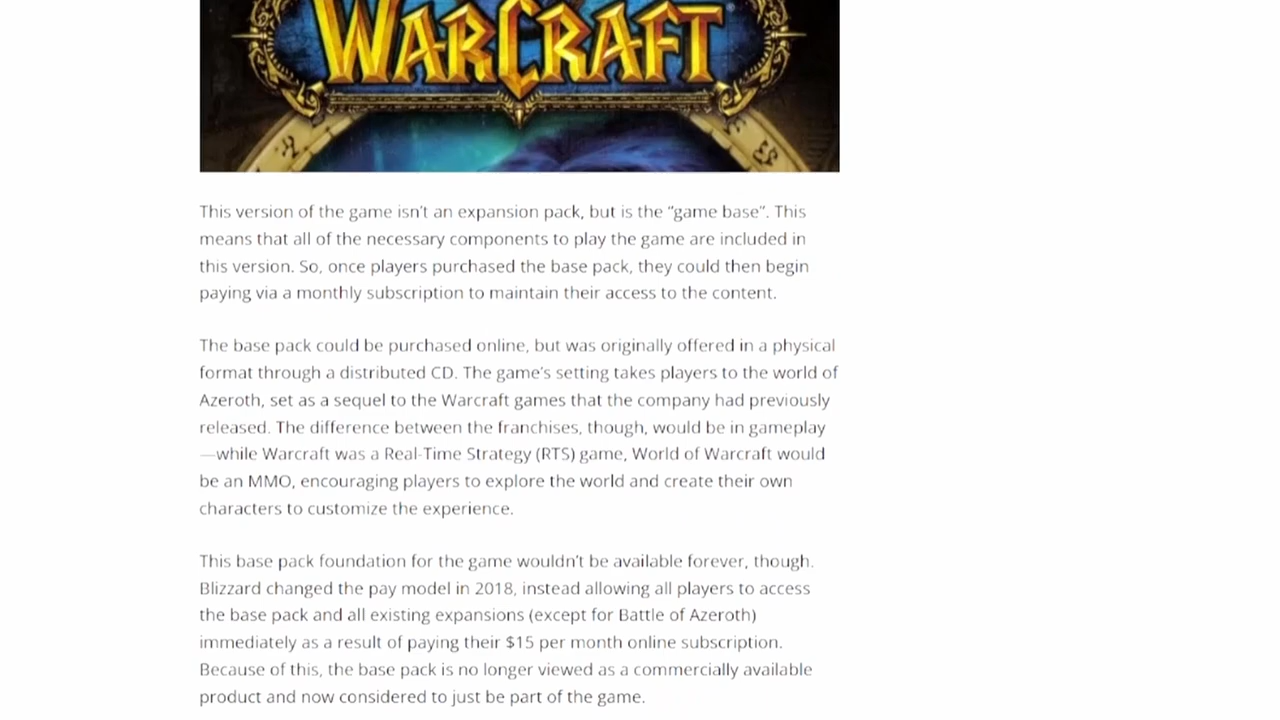 WARCRAFT
This version of the game isn't an expansion pack, but is the "game base". This
means that all of the necessary components to play the game are included in
this version. So, once players purchased the base pack, they could then begin
paying via a monthly subscription to maintain their access to the content.
The base pack could be purchased online, but was originally offered in a physical
format through a distributed CD. The game's setting takes players to the world of
Azeroth, set as a sequel to the Warcraft games that the company had previously
released. The difference between the franchises, though, would be in gameplay
—while Warcraft was a Real-Time Strategy (RTS) game, World of Warcraft would
be an MMO, encouraging players to explore the world and create their own
characters to customize the experience.
This base pack foundation for the game wouldn't be available forever, though.
Blizzard changed the pay model in 2018, instead allowing all players to access
the base pack and all existing expansions (except for Battle of Azeroth)
immediately as a result of paying their $15 per month online subscription.
Because of this, the base pack is no longer viewed as a commercially available
product and now considered to just be part of the game.